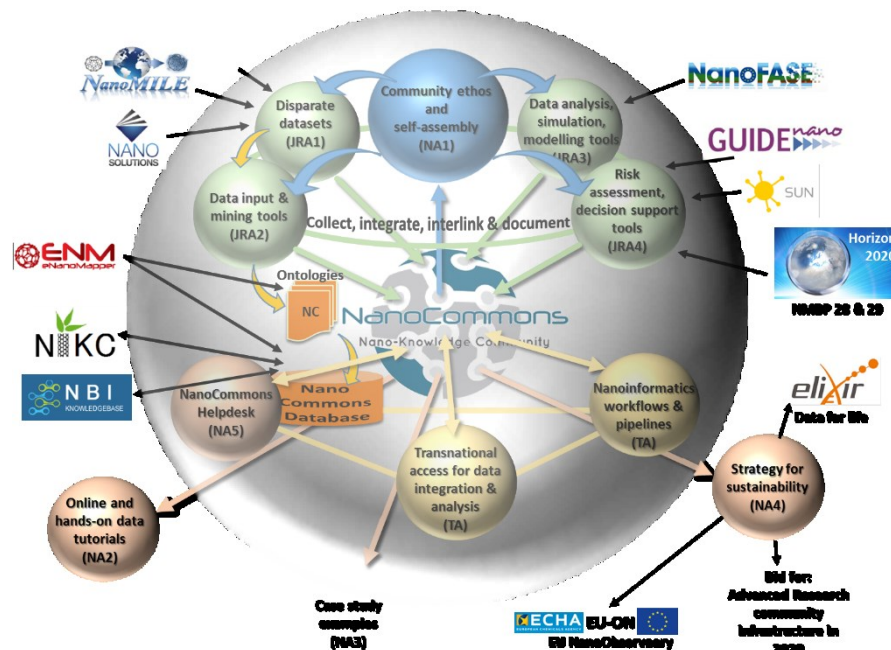 NanoMILE
NANO
SOLUTIONS
Disparate
datasets
(JRA1)
Community ethos
and
self-assembly
(NA1)
Data analysis,
simulation,
modelling tools
(JRA3)
NanoFASE
GUIDEnano
SUN
Data input &
mining tools
(JRA2)
Risk
assessment,
decision support
tools
(JRA4)
Collect, integrate, interlink & document
Horizon
2020
NMBP 28 & 29
ENM
eNanoMapper
Ontologies
NC
NanoCommons
Nano-Knowledge Community
NIKC
NBI
KNOWLEDGEBASE
NanoCommons
Helpdesk
(NA5)
Nano
Commons
Database
Nanoinformatics
workflows &
pipelines
(TA)
elixir
Data for life
Transnational
access for data
integration &
analysis
(TA)
Strategy for
sustainability
(NA4)
Online and
hands-on data
tutorials
(NA2)
Case study
examples
(NA3)
ECHA
EUROPEAN CHEMICALS AGENCY
EU-ON
EU NanoObservaory
Bid for:
Advanced Research
community
infrastructure in